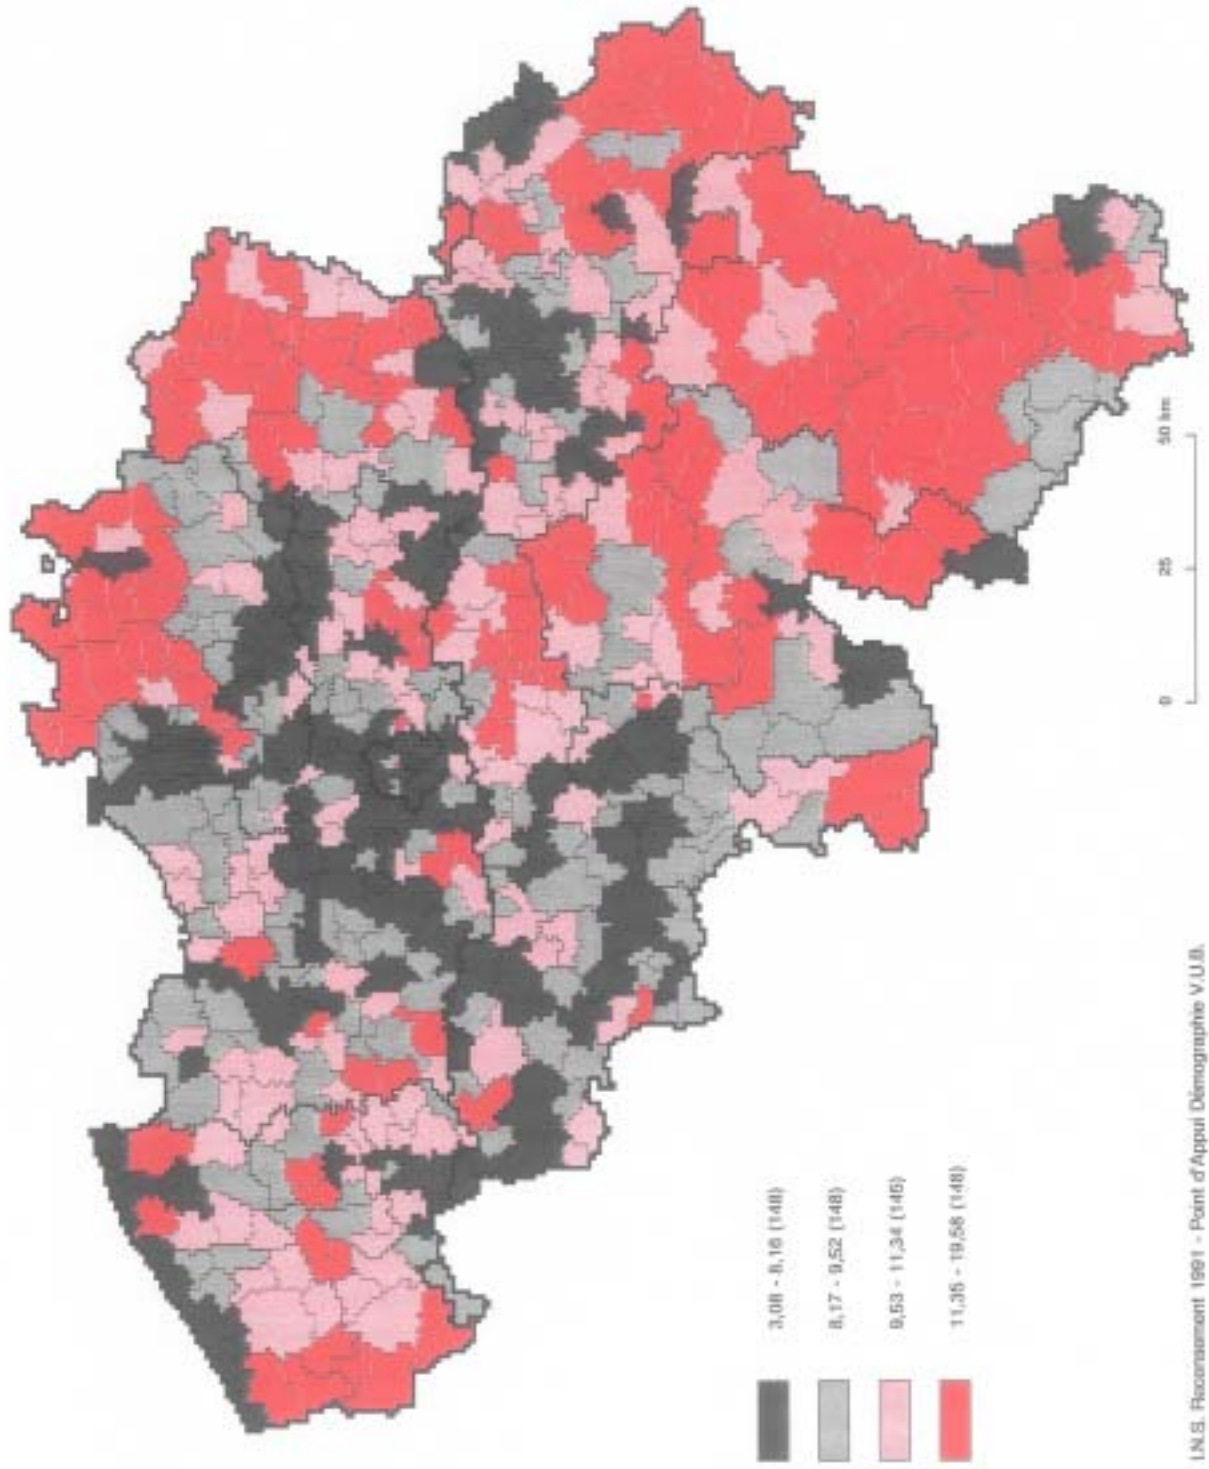 3,08 - 8,16 (148)
8,17 - 9,52 (148)
9,53 - 11,34 (145)
11,35 - 19,58 (148)
0 25 50 km
I.N.S. Recensement 1991 - Point d'Appui Démographie V.U.B.